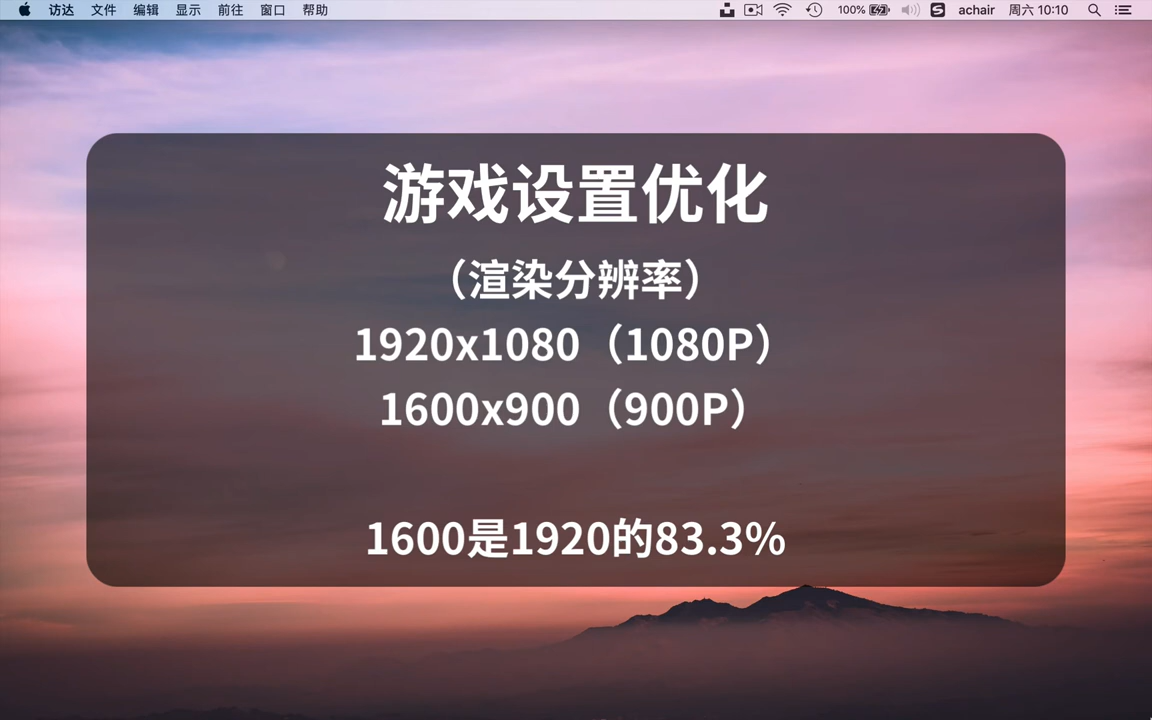 访达 文件 编辑 显示 前往 窗口 帮助 100% S achair 周六 10:10
游戏设置优化
（渲染分辨率）
1920x1080（1080P）
1600x900（900P）
1600是1920的83.3%